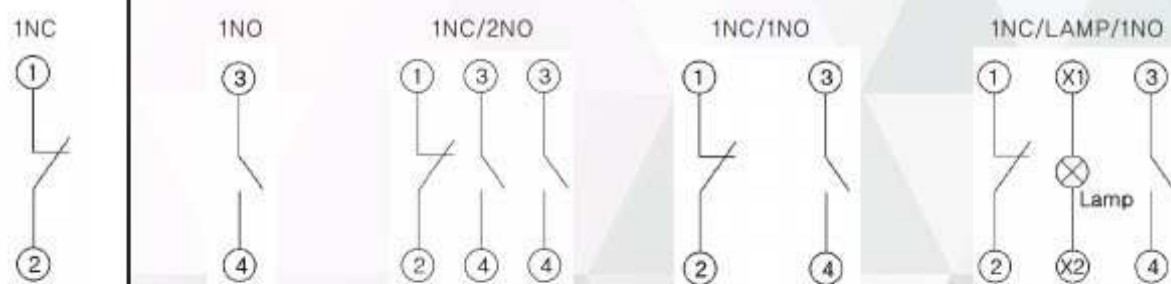 1NC 1NO 1NC/2NO 1NC/1NO 1NC/LAMP/1NO
1 3 1 3 3 1 3 1 X1 3
Lamp
2 4 2 4 4 2 4 2 X2 4